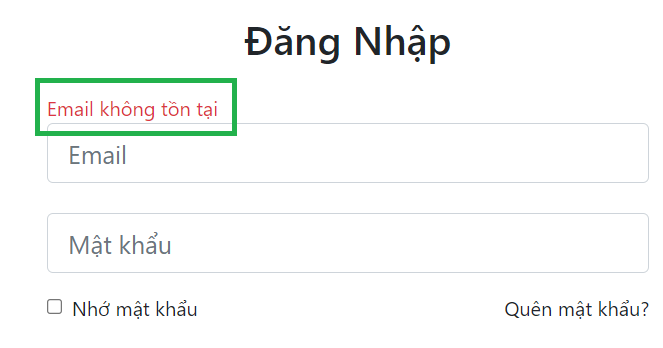 Đăng Nhập
Email không tồn tại
Email
Mật khẩu
Nhớ mật khẩu
Quên mật khẩu?